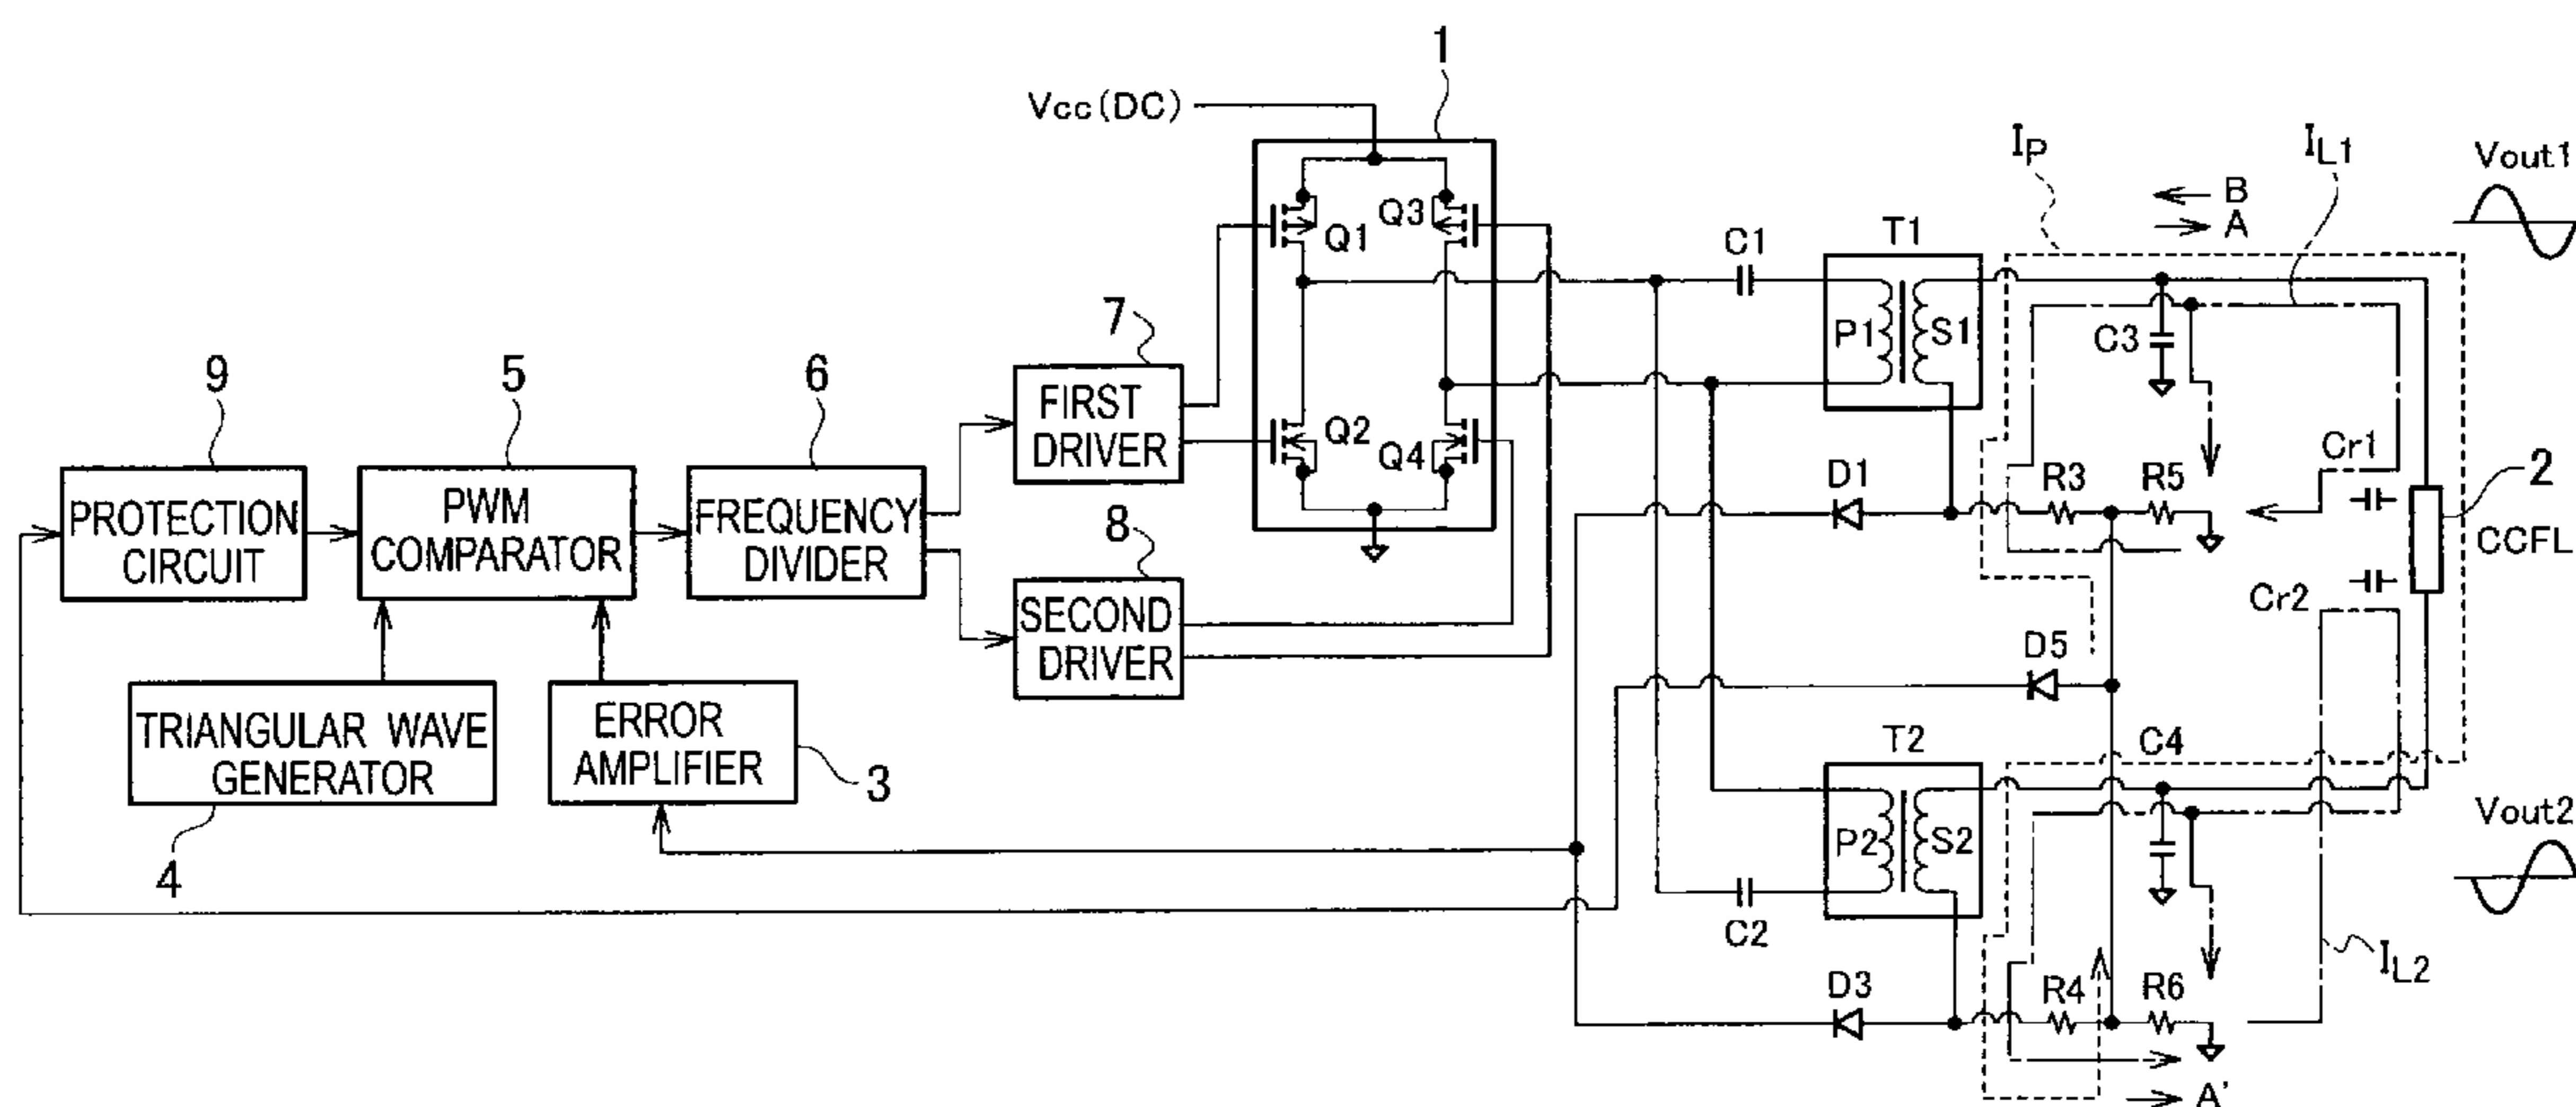 1
Vcc(DC)
IP
IL1
Vout1
B
A
Q1
Q3
C1
T1
7
P1
S1
C3
9
5
6
FIRST
DRIVER
Q2
Q4
D1
R3
R5
Cr1
2
PROTECTION
CIRCUIT
PWM
COMPARATOR
FREQUENCY
DIVIDER
8
CCFL
SECOND
DRIVER
Cr2
D5
TRIANGULAR WAVE
GENERATOR
ERROR
AMPLIFIER
3
T2
C4
Vout2
4
P2
S2
C2
D3
R4
R6
IL2
A'